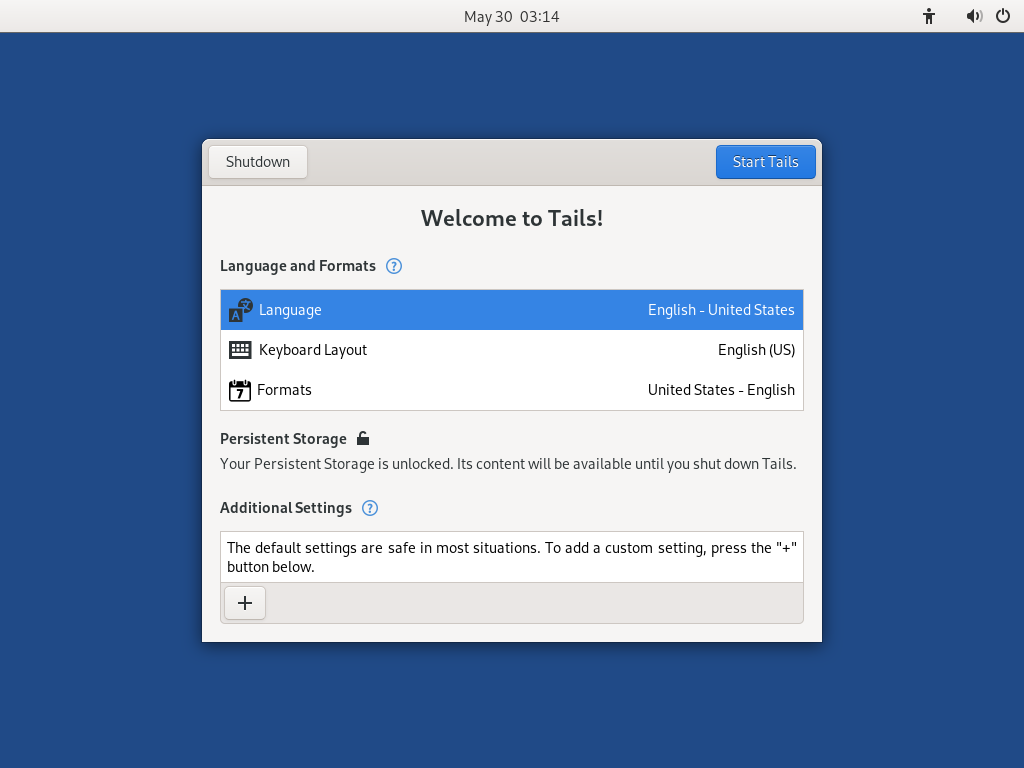 May 30 03:14
Shutdown
Start Tails
Welcome to Tails!
Language and Formats ?
Language English - United States
Keyboard Layout English (US)
7 Formats United States - English
Persistent Storage
Your Persistent Storage is unlocked. Its content will be available until you shut down Tails.
Additional Settings ?
The default settings are safe in most situations. To add a custom setting, press the "+"
button below.
+